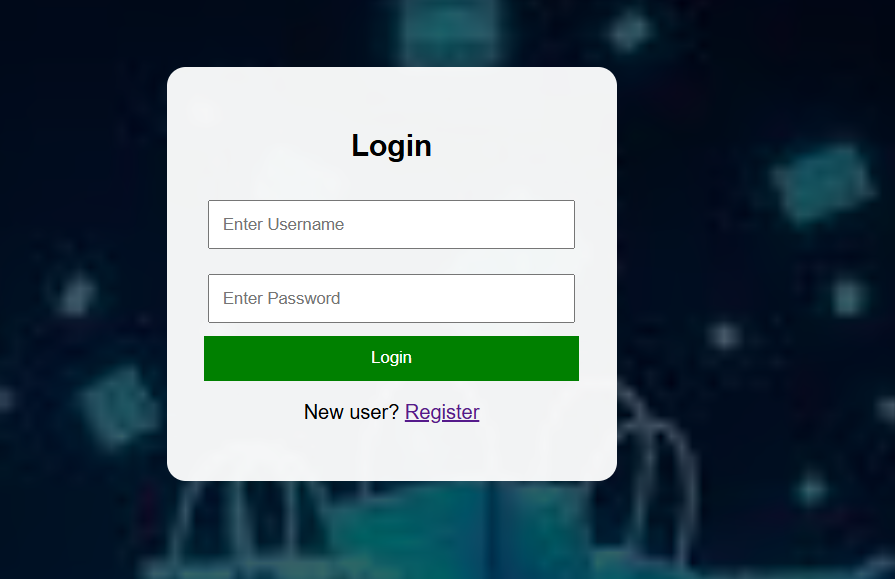 Login
Enter Username
Enter Password
Login
New user? Register